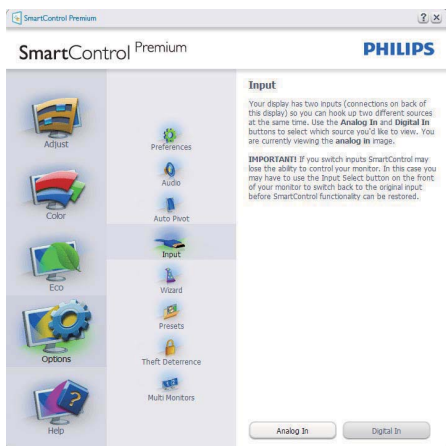 SmartControl Premium
SmartControl Premium
PHILIPS
Adjust
Color
Eco
Options
Help
Preferences
Audio
Auto Pivot
Input
Wizard
Presets
Theft Deterrence
Multi Monitors
Input
Your display has two inputs (connections on back of
this display) so you can hook up two different sources
at the same time. Use the Analog In and Digital In
buttons to select which source you'd like to view. You
are currently viewing the analog in image.
IMPORTANT! If you switch inputs SmartControl may
lose the ability to control your monitor. In this case you
may have to use the Input Select button on the front
of your monitor to switch back to the original input
before SmartControl functionality can be restored.
Analog In
Digital In